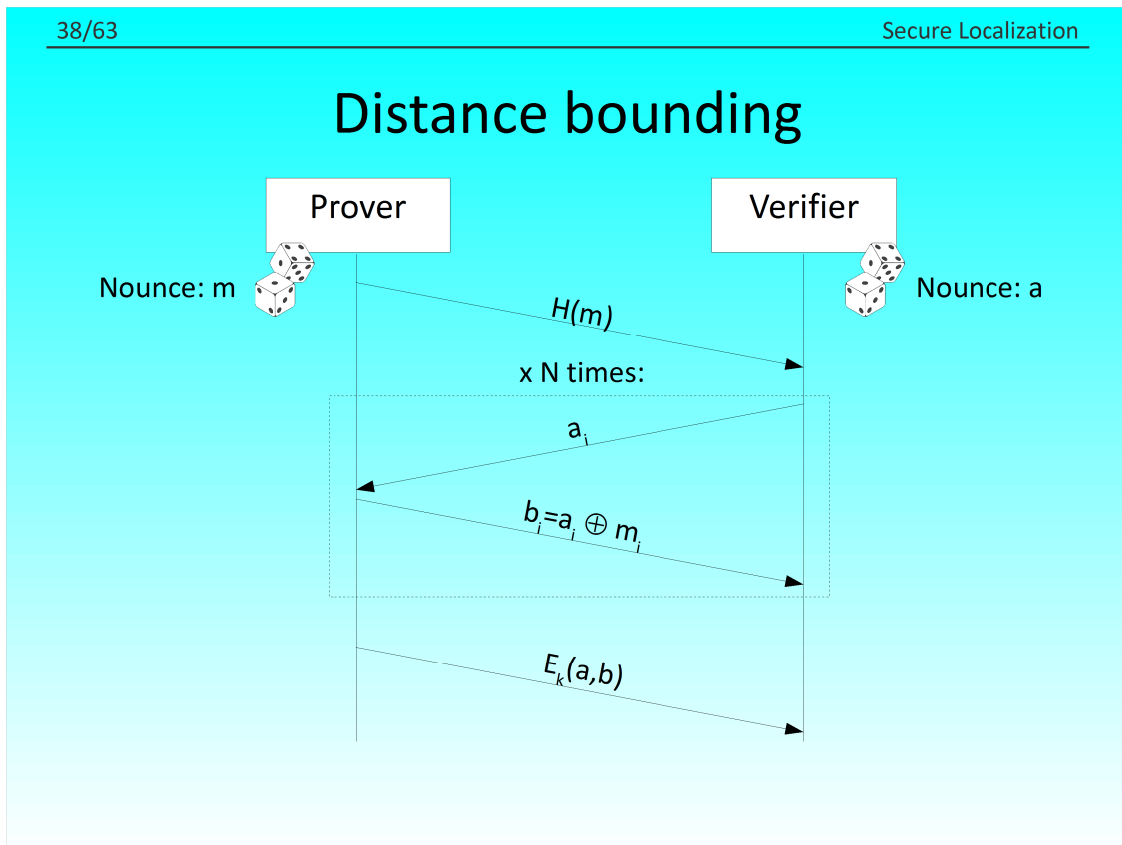 38/63
Secure Localization
Distance bounding
Prover
Verifier
Nounce: m
Nounce: a
H(m)
x N times:
aᵢ
bᵢ=aᵢ ⊕ mᵢ
Eₖ(a,b)